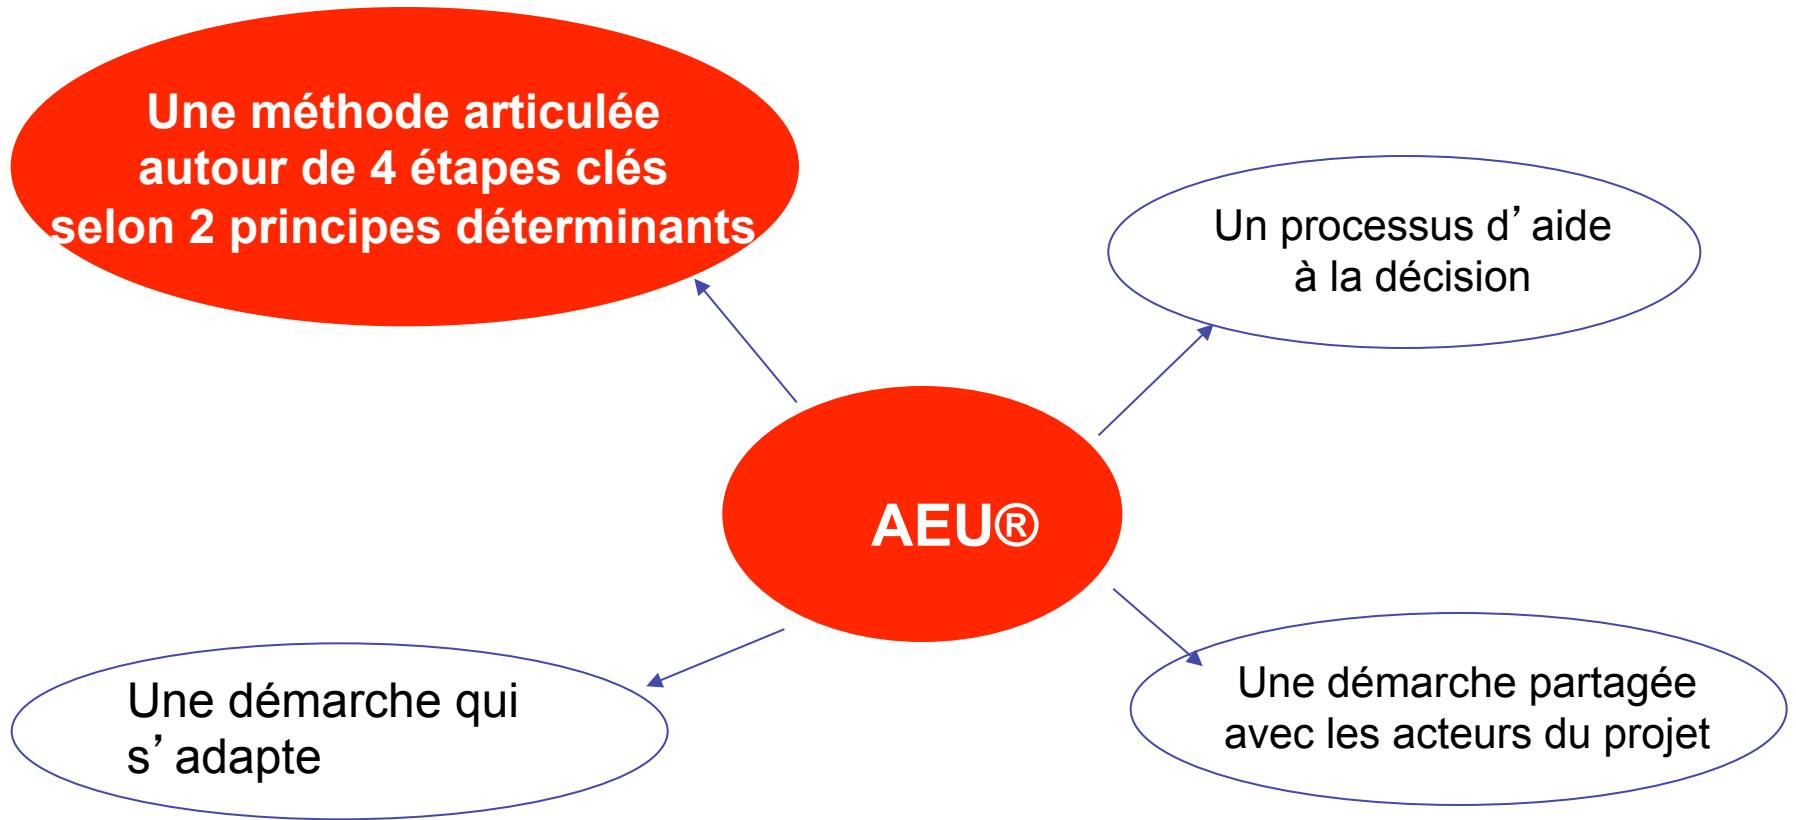 Une méthode articulée
autour de 4 étapes clés
selon 2 principes déterminants
Un processus d’ aide
à la décision
AEU®
Une démarche qui
s’ adapte
Une démarche partagée
avec les acteurs du projet